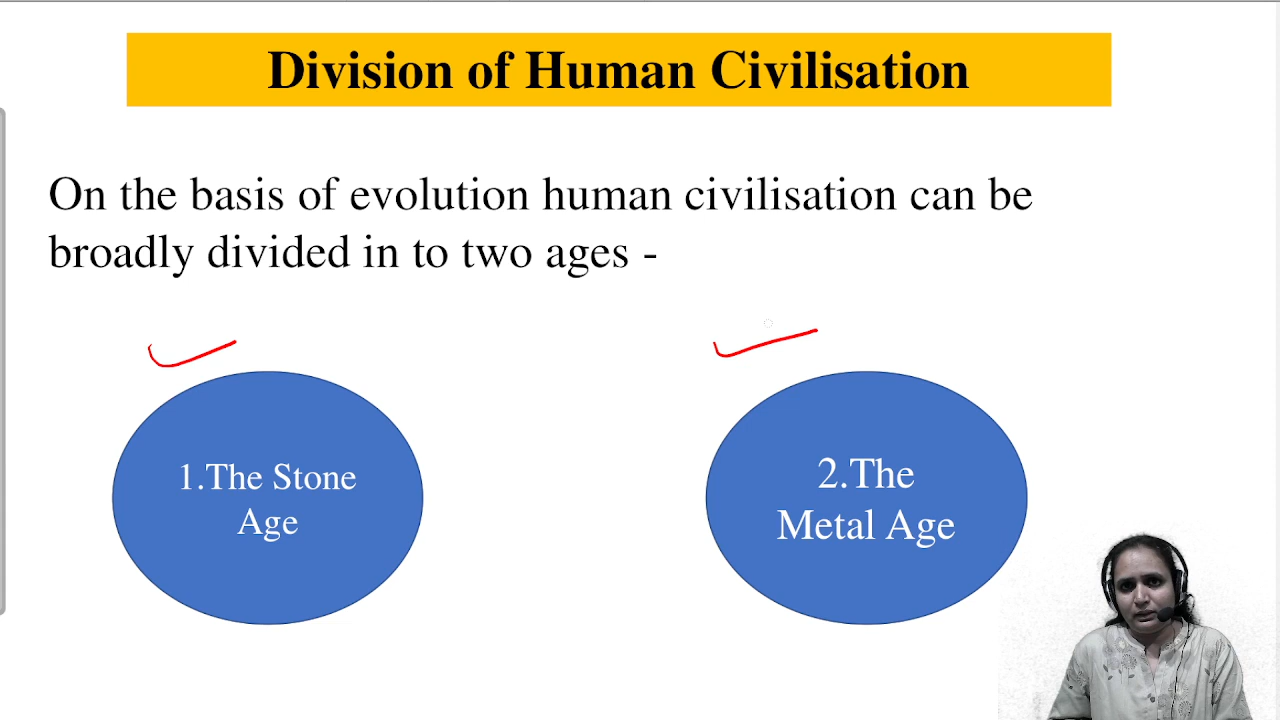 Division of Human Civilisation
On the basis of evolution human civilisation can be
broadly divided in to two ages -
1.The Stone
Age
2.The
Metal Age